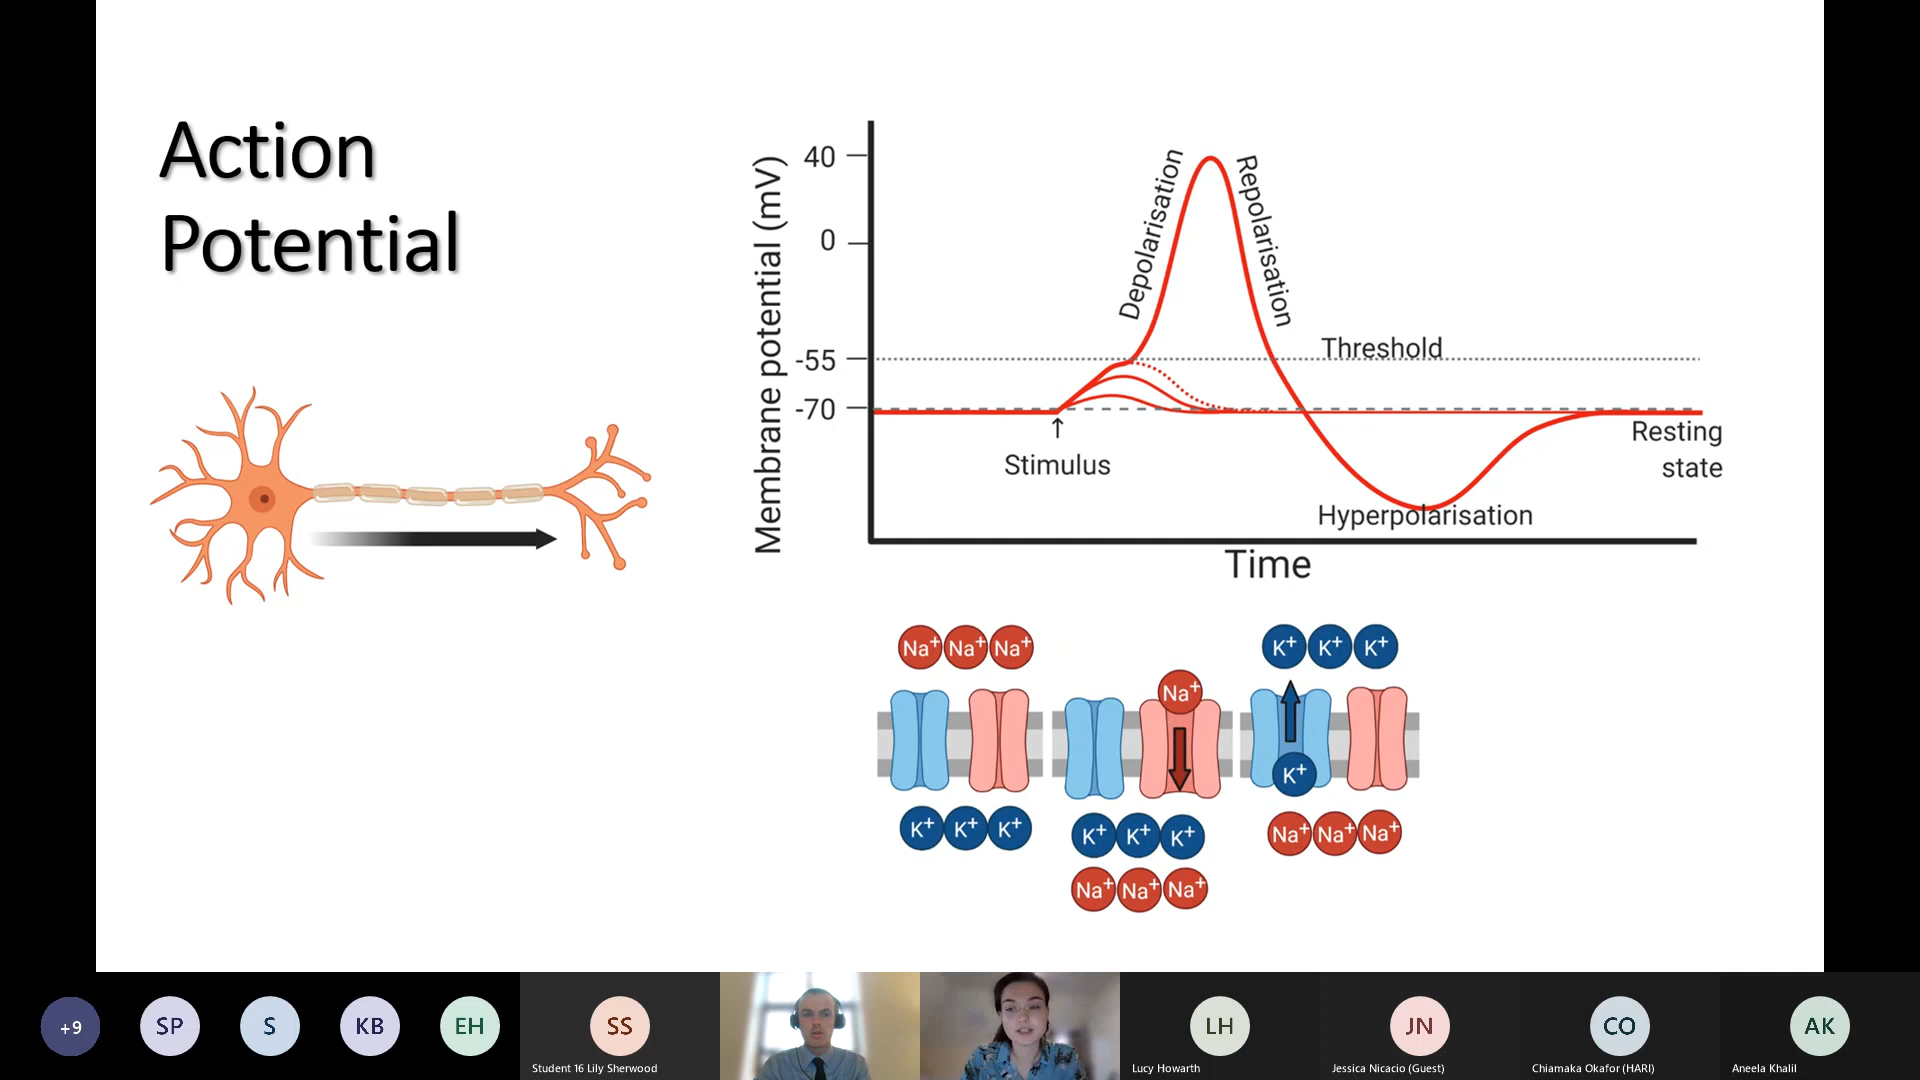 Action
Potential
Membrane potential (mV)
40
0
-55
-70
Depolarisation
Repolarisation
Threshold
Stimulus
Resting
state
Hyperpolarisation
Time
Na+ Na+ Na+
K+ K+ K+
Na+
K+ K+ K+
Na+ Na+ Na+
K+ K+ K+
K+
Na+ Na+ Na+
+9
SP
S
KB
EH
SS
Student 16 Lily Sherwood
LH
Lucy Howarth
JN
Jessica Nicacio (Guest)
CO
Chiamaka Okafor (HARI)
AK
Aneela Khalil